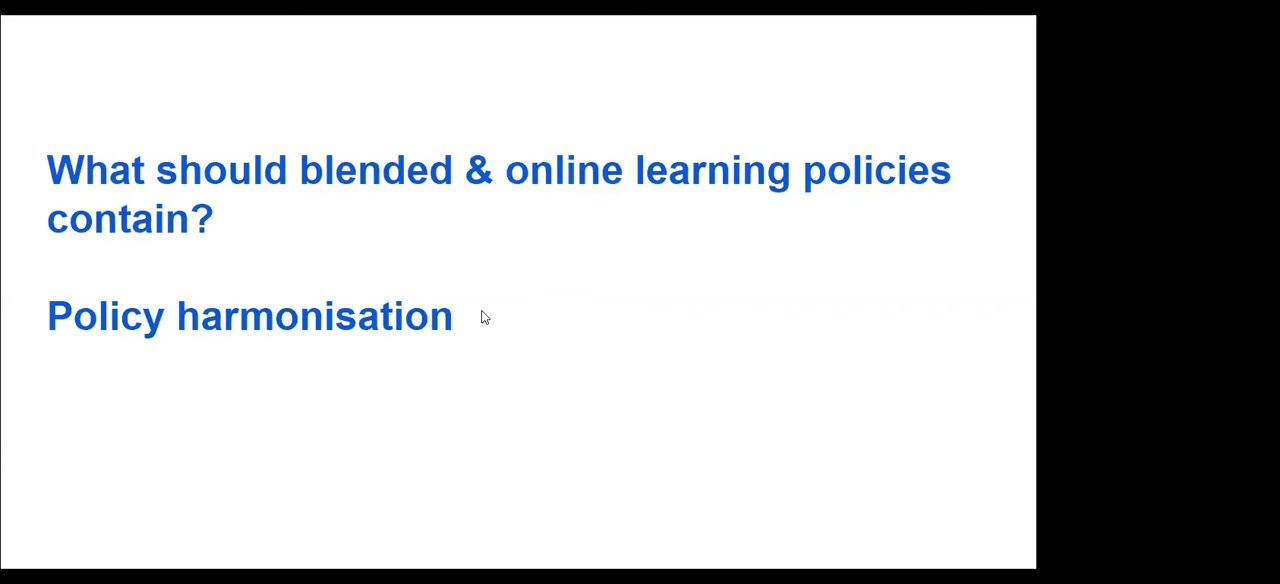 What should blended & online learning policies
contain?
Policy harmonisation